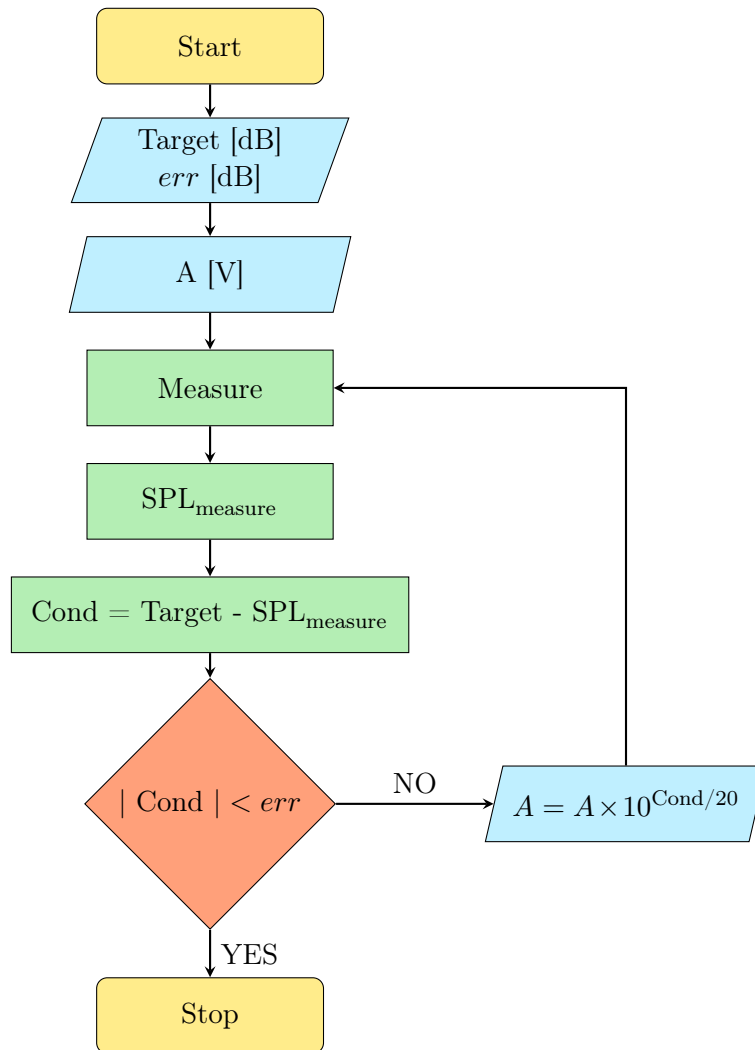 Start
Target [dB]
err [dB]
A [V]
Measure
SPL_measure
Cond = Target - SPL_measure
| Cond | < err
NO
A = A × 10^{Cond/20}
YES
Stop